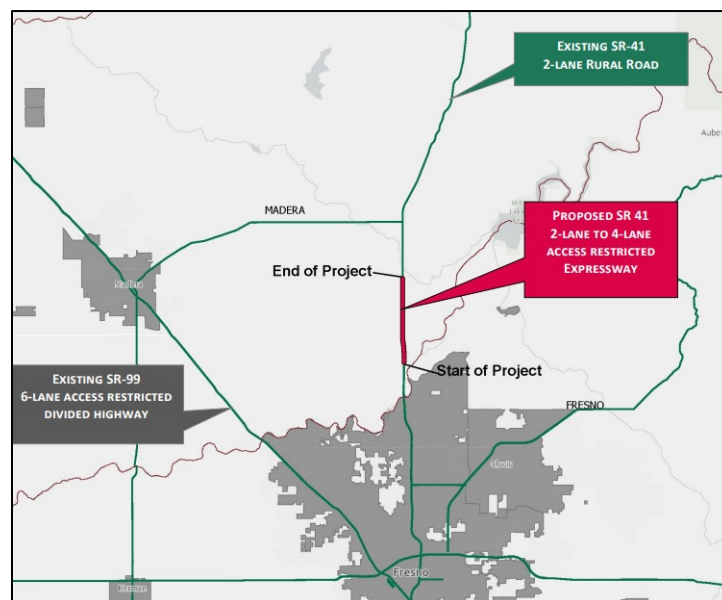 EXISTING SR-41
2-LANE RURAL ROAD
Aube
MADERA
PROPOSED SR 41
2-LANE TO 4-LANE
ACCESS RESTRICTED
EXPRESSWAY
End of Project
Madera
Start of Project
EXISTING SR-99
6-LANE ACCESS RESTRICTED
DIVIDED HIGHWAY
FRESNO
Clovis
Fresno
Kerman